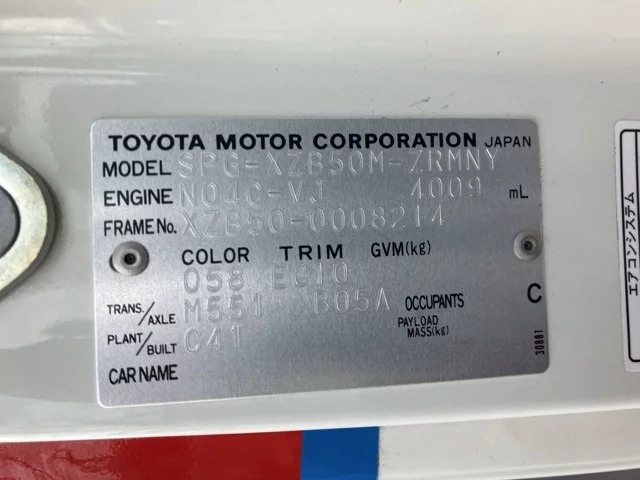 TOYOTA MOTOR CORPORATION JAPAN
MODEL SPG-XZB50M-ZRMNY
ENGINE N04C-VJ 4009 mL
FRAME No. XZB50-0008214
COLOR TRIM GVM(kg)
058 EC10
TRANS./AXLE M551 B05A OCCUPANTS C
PLANT/BUILT C41 PAYLOAD MASS(kg)
CAR NAME
30881
エアコンシステム